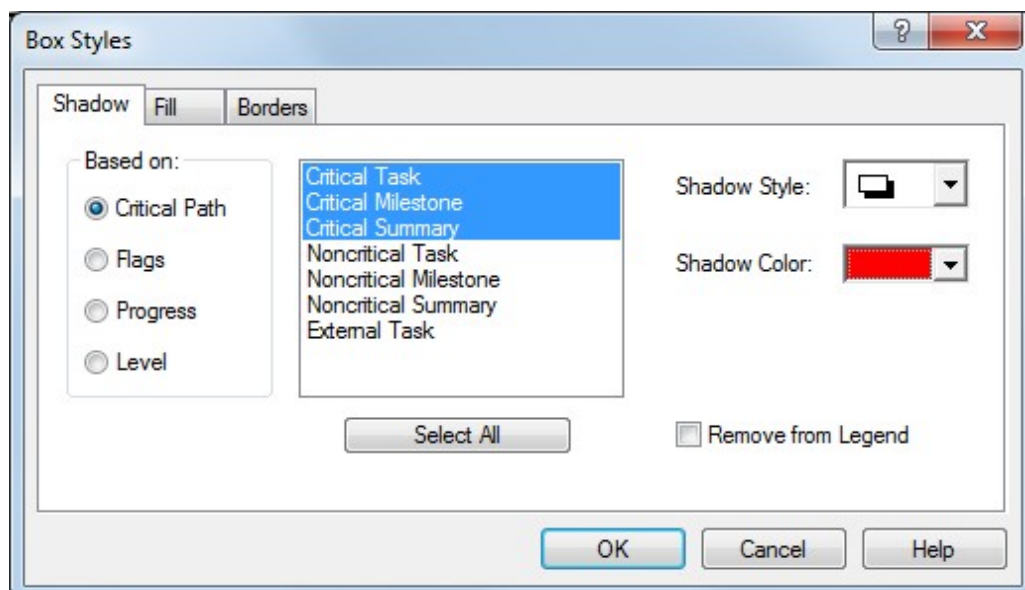 Box Styles
Shadow
Fill
Borders
Based on:
Critical Path
Flags
Progress
Level
Critical Task
Critical Milestone
Critical Summary
Noncritical Task
Noncritical Milestone
Noncritical Summary
External Task
Select All
Shadow Style:
Shadow Color:
Remove from Legend
OK
Cancel
Help